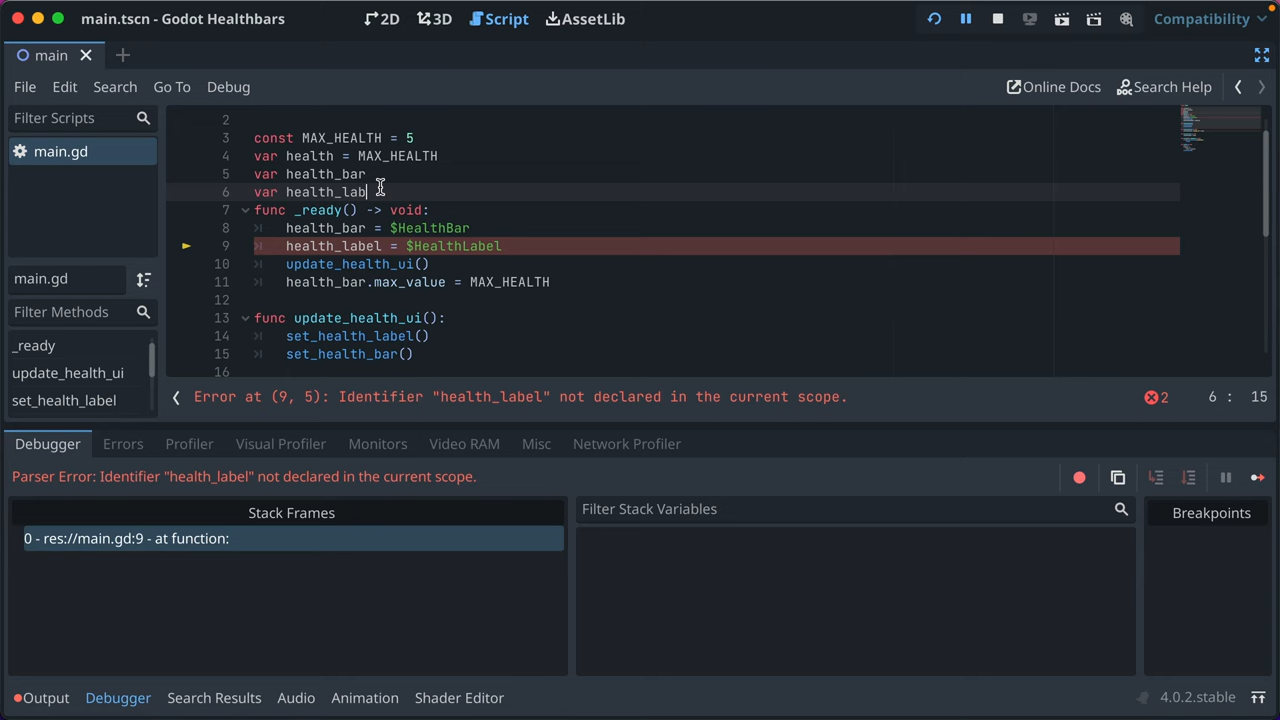 main.tscn - Godot Healthbars
2D 3D Script AssetLib
Compatibility
main
File Edit Search Go To Debug
Online Docs Search Help
Filter Scripts
main.gd
main.gd
Filter Methods
_ready
update_health_ui
set_health_label
2
3 const MAX_HEALTH = 5
4 var health = MAX_HEALTH
5 var health_bar
6 var health_lab
7 func _ready() -> void:
8 health_bar = $HealthBar
9 health_label = $HealthLabel
10 update_health_ui()
11 health_bar.max_value = MAX_HEALTH
12
13 func update_health_ui():
14 set_health_label()
15 set_health_bar()
16
Error at (9, 5): Identifier "health_label" not declared in the current scope.
2 6 : 15
Debugger Errors Profiler Visual Profiler Monitors Video RAM Misc Network Profiler
Parser Error: Identifier "health_label" not declared in the current scope.
Stack Frames
0 - res://main.gd:9 - at function:
Filter Stack Variables
Breakpoints
Output Debugger Search Results Audio Animation Shader Editor
4.0.2.stable